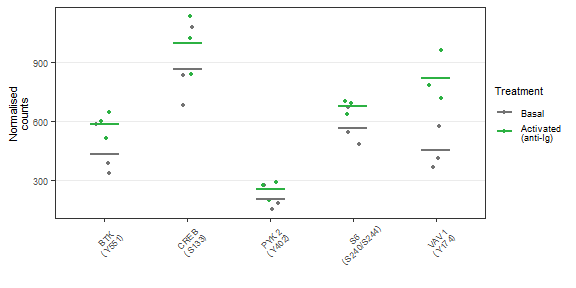 Normalised
counts
900
600
300
BTK
(Y551)
CREB
(S133)
PYK2
(Y402)
S6
(S240/S244)
VAV1
(Y174)
Treatment
Basal
Activated
(anti-Ig)